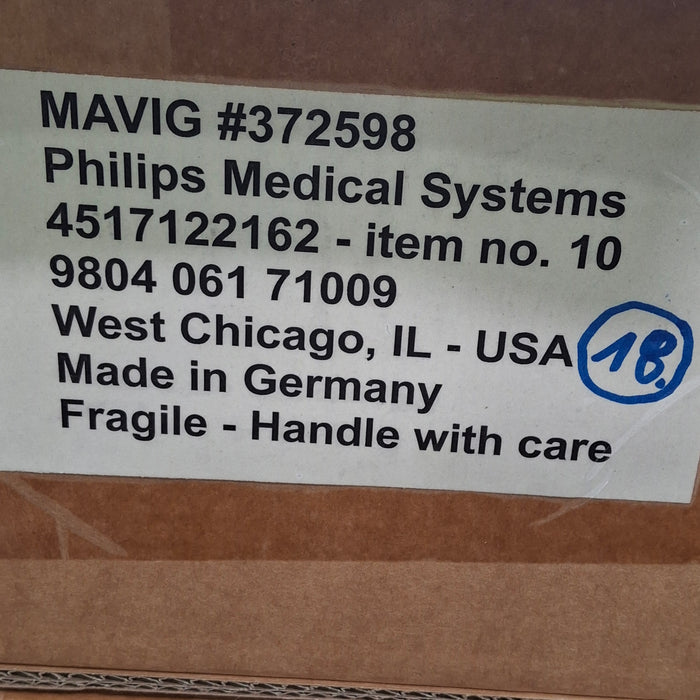 MAVIG #372598
Philips Medical Systems
4517122162 - item no. 10
9804 061 71009
West Chicago, IL - USA 18.
Made in Germany
Fragile - Handle with care